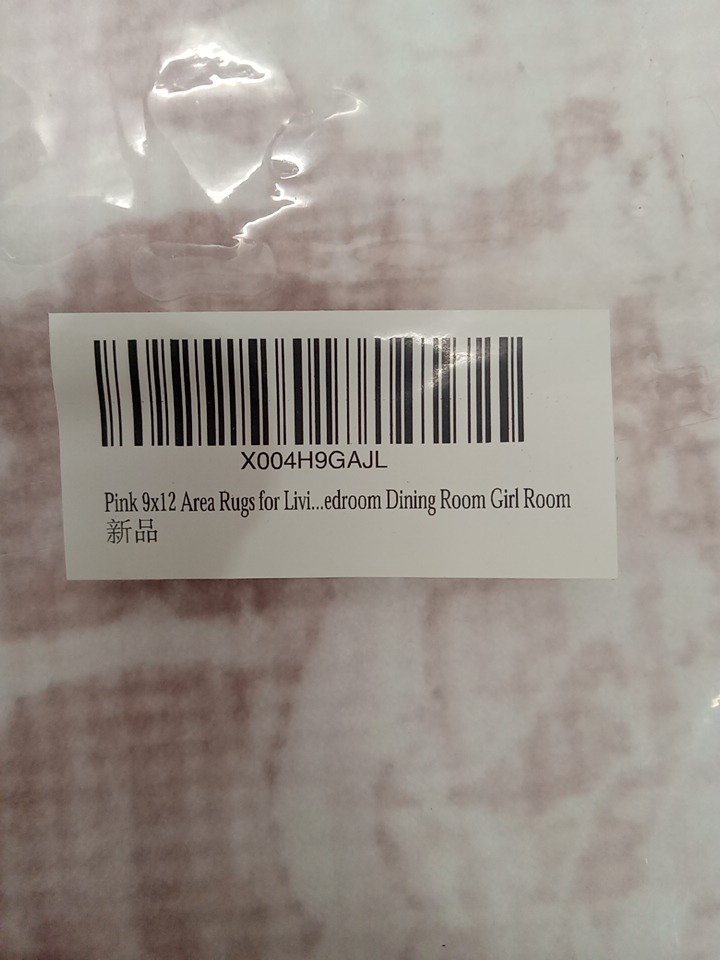 X004H9GAJL
Pink 9x12 Area Rugs for Livi...edroom Dining Room Girl Room
新品